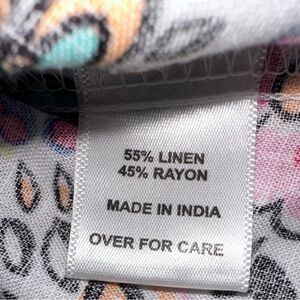 55% LINEN
45% RAYON
MADE IN INDIA
OVER FOR CARE